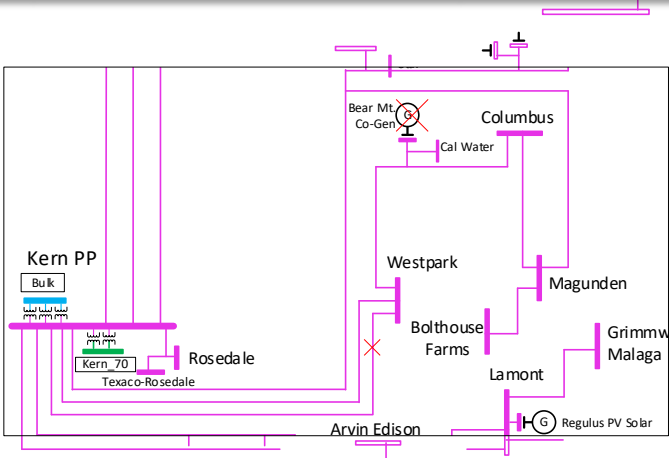 Bear Mt.
Co-Gen
G
Columbus
Cal Water
Kern PP
Bulk
Westpark
Magunden
Bolthouse
Farms
Grimmw
Malaga
Rosedale
Kern_70
Texaco-Rosedale
Lamont
G
Regulus PV Solar
Arvin Edison